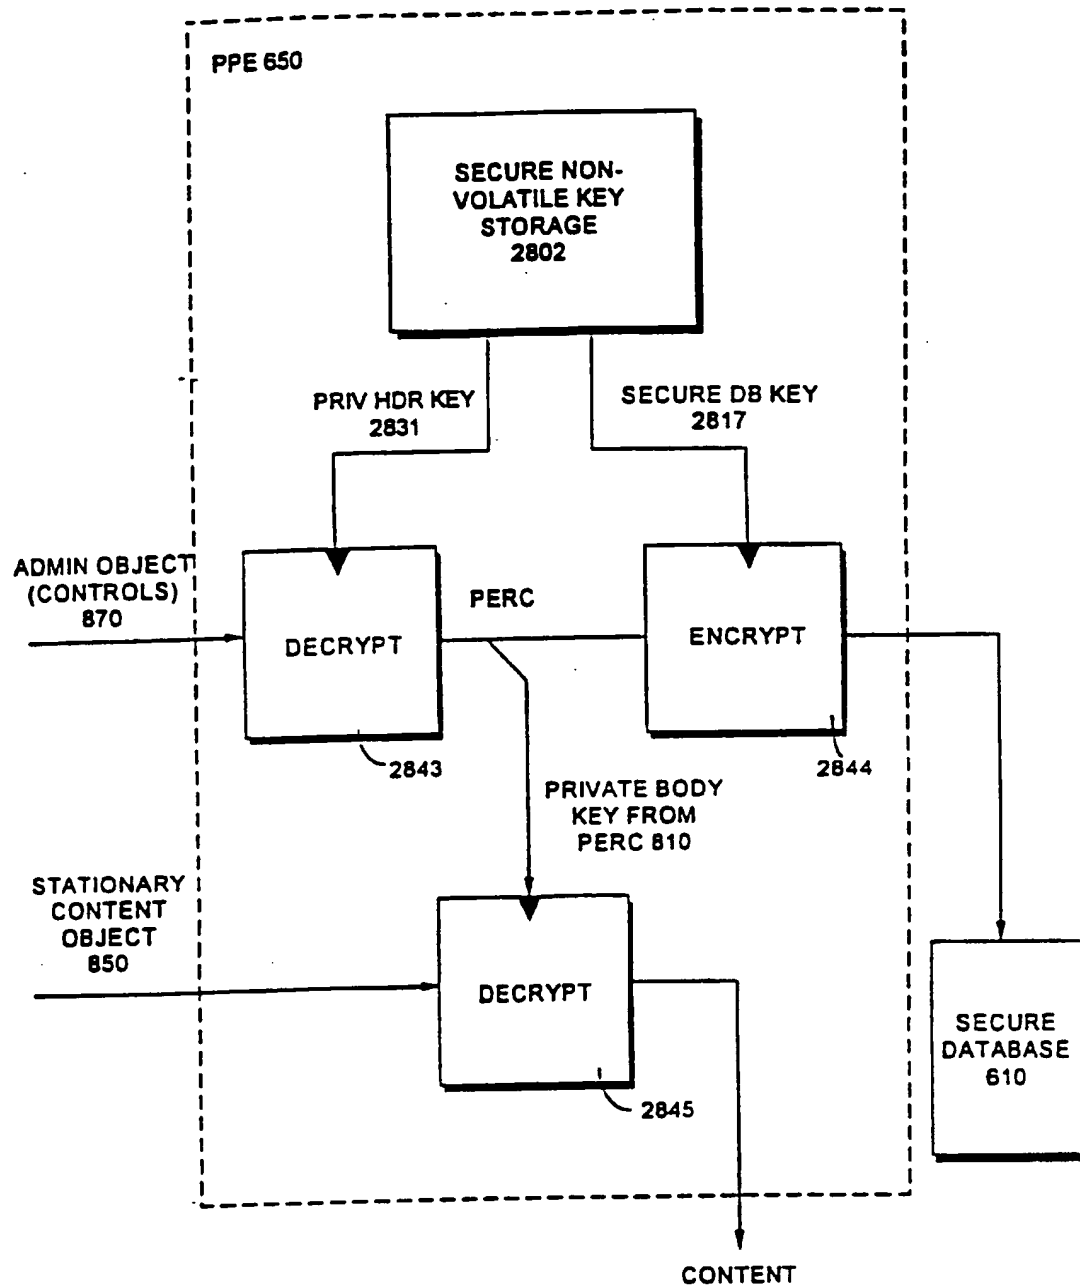 PPE 650
SECURE NON-
VOLATILE KEY
STORAGE
2802
PRIV HDR KEY
2831
SECURE DB KEY
2817
ADMIN OBJECT
(CONTROLS)
870
DECRYPT
PERC
ENCRYPT
2843
2844
PRIVATE BODY
KEY FROM
PERC 810
STATIONARY
CONTENT
OBJECT
850
DECRYPT
2845
SECURE
DATABASE
610
CONTENT